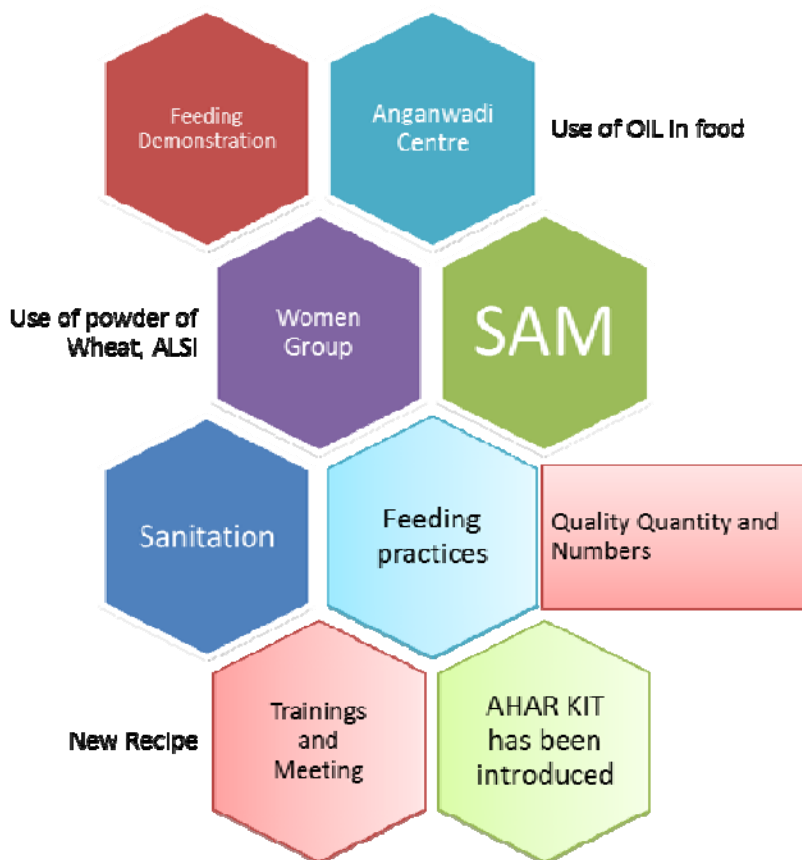 Feeding
Demonstration
Anganwadi
Centre
Use of OIL in food
Use of powder of
Wheat, ALSI
Women
Group
SAM
Sanitation
Feeding
practices
Quality Quantity and
Numbers
New Recipe
Trainings
and
Meeting
AHAR KIT
has been
introduced